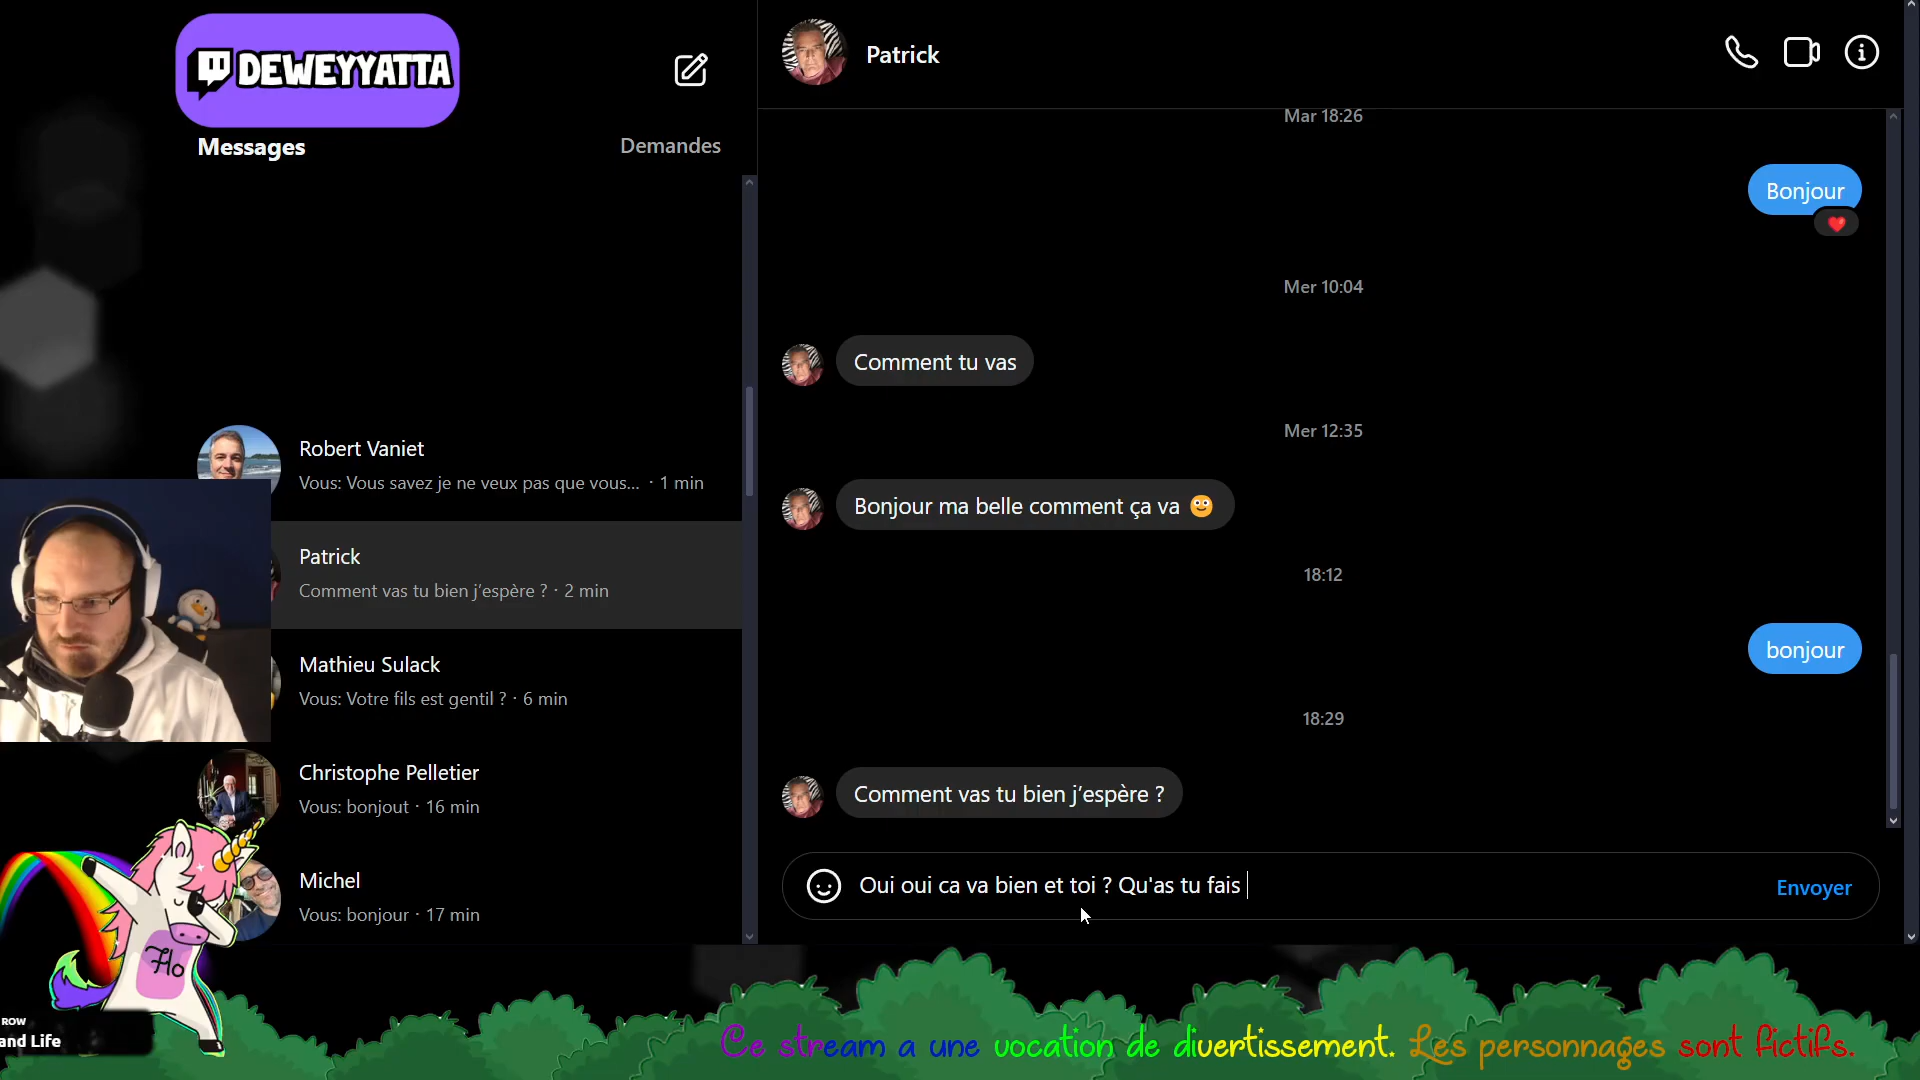 DEWEYYATTA
Messages
Demandes
Robert Vaniet
Vous: Vous savez je ne veux pas que vous... · 1 min
Patrick
Comment vas tu bien j’espère ? · 2 min
Mathieu Sulack
Vous: Votre fils est gentil ? · 6 min
Christophe Pelletier
Vous: bonjout · 16 min
Michel
Vous: bonjour · 17 min
Flo
ROW
and Life
Patrick
Mar 18:26
Bonjour
Mer 10:04
Comment tu vas
Mer 12:35
Bonjour ma belle comment ça va 🙂
18:12
bonjour
18:29
Comment vas tu bien j’espère ?
Oui oui ca va bien et toi ? Qu'as tu fais
Envoyer
Ce stream a une vocation de divertissement. Les personnages sont fictifs.